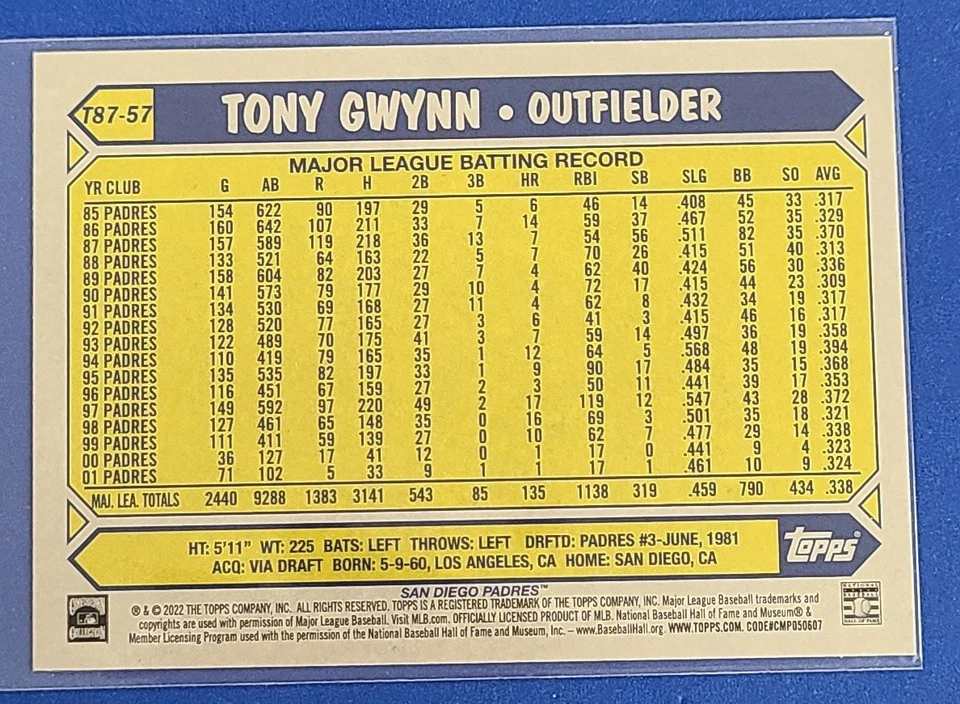 T87-57
TONY GWYNN • OUTFIELDER
MAJOR LEAGUE BATTING RECORD
YR CLUB G AB R H 2B 3B HR RBI SB SLG BB SO AVG
85 PADRES 154 622 90 197 29 5 6 46 14 .408 45 33 .317
86 PADRES 160 642 107 211 33 7 14 59 37 .467 52 35 .329
87 PADRES 157 589 119 218 36 13 7 54 56 .511 82 35 .370
88 PADRES 133 521 64 163 22 5 7 70 26 .415 51 40 .313
89 PADRES 158 604 82 203 27 7 4 62 40 .424 56 30 .336
90 PADRES 141 573 79 177 29 10 4 72 17 .415 44 23 .309
91 PADRES 134 530 69 168 27 11 4 62 8 .432 34 19 .317
92 PADRES 128 520 77 165 27 3 6 41 3 .415 46 16 .317
93 PADRES 122 489 70 175 41 3 7 59 14 .497 36 19 .358
94 PADRES 110 419 79 165 35 1 12 64 5 .568 48 19 .394
95 PADRES 135 535 82 197 33 1 9 90 17 .484 35 15 .368
96 PADRES 116 451 67 159 27 2 3 50 11 .441 39 17 .353
97 PADRES 149 592 97 220 49 2 17 119 12 .547 43 28 .372
98 PADRES 127 461 65 148 35 0 16 69 3 .501 35 18 .321
99 PADRES 111 411 59 139 27 0 10 62 7 .477 29 14 .338
00 PADRES 36 127 17 41 12 0 1 17 0 .441 9 4 .323
01 PADRES 71 102 5 33 9 1 1 17 1 .461 10 9 .324
MAJ. LEA. TOTALS 2440 9288 1383 3141 543 85 135 1138 319 .459 790 434 .338
HT: 5'11" WT: 225 BATS: LEFT THROWS: LEFT DRFTD: PADRES #3-JUNE, 1981
ACQ: VIA DRAFT BORN: 5-9-60, LOS ANGELES, CA HOME: SAN DIEGO, CA
topps®
SAN DIEGO PADRES™
® & © 2022 THE TOPPS COMPANY, INC. ALL RIGHTS RESERVED. TOPPS IS A REGISTERED TRADEMARK OF THE TOPPS COMPANY, INC. Major League Baseball trademarks and
copyrights are used with permission of Major League Baseball. Visit MLB.com. OFFICIALLY LICENSED PRODUCT OF MLB. National Baseball Hall of Fame and Museum® &
Member Licensing Program used with the permission of the National Baseball Hall of Fame and Museum, Inc. – www.BaseballHall.org. WWW.TOPPS.COM. CODE#CMP050607
COOPERSTOWN
COLLECTION
NATIONAL
BASEBALL
HALL OF FAME